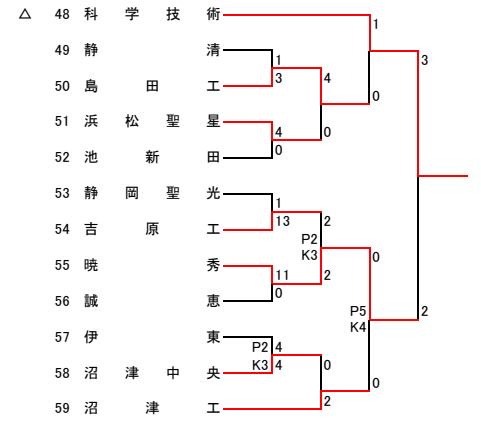 △ 48 科学技術
1
49 静清
3
1
50 島田工
3
4
51 浜松聖星
0
4
0
52 池新田
0
53 静岡聖光
1
54 吉原工
13
2
P2
K3
0
55 暁秀
11
2
56 誠恵
0
P5
K4
2
57 伊東
P2 4
58 沼津中央
K3 4
0
0
59 沼津工
2